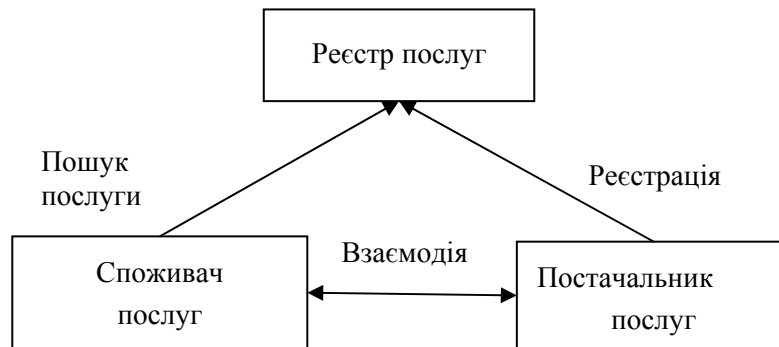 Реєстр послуг
Пошук
послуги
Реєстрація
Взаємодія
Споживач
послуг
Постачальник
послуг